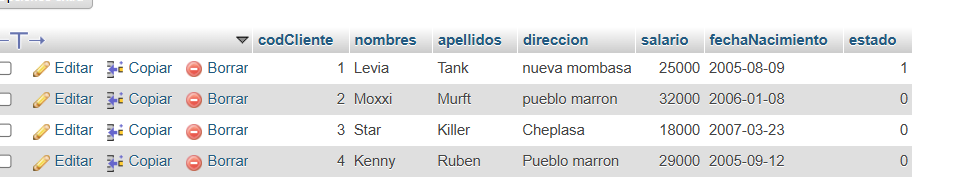 codCliente nombres apellidos direccion salario fechaNacimiento estado
Editar Copiar Borrar 1 Levia Tank nueva mombasa 25000 2005-08-09 1
Editar Copiar Borrar 2 Moxxi Murft pueblo marron 32000 2006-01-08 0
Editar Copiar Borrar 3 Star Killer Cheplasa 18000 2007-03-23 0
Editar Copiar Borrar 4 Kenny Ruben Pueblo marron 29000 2005-09-12 0